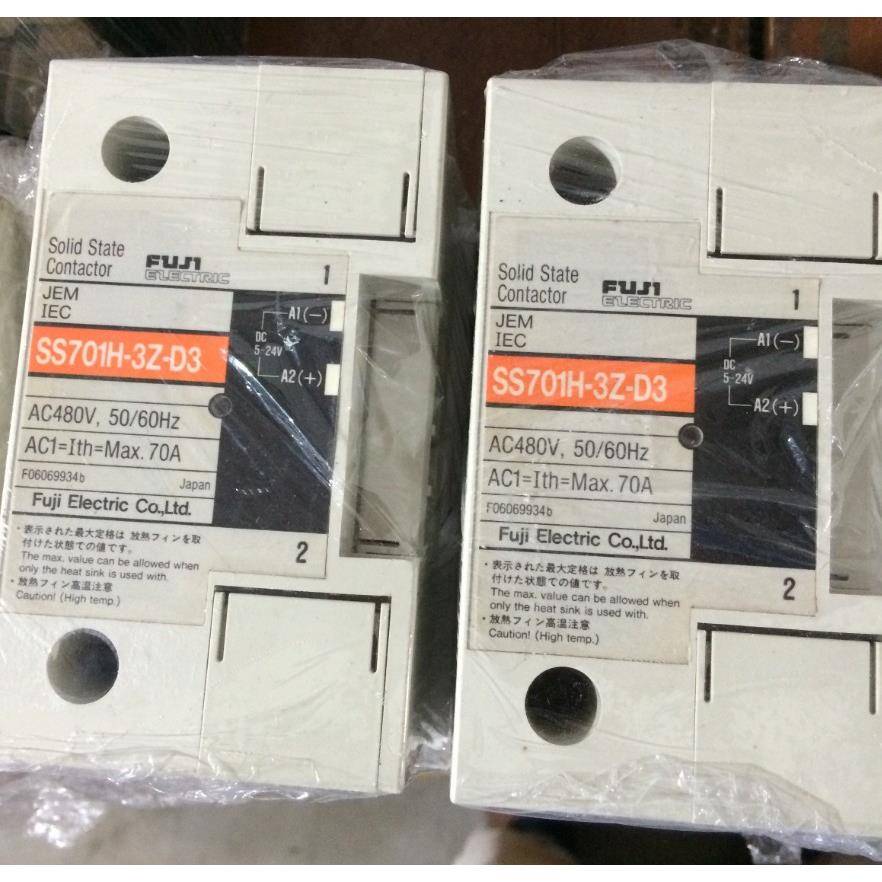 Solid State
Contactor
FUJI
ELECTRIC
1
JEM
IEC
A1(−)
DC
5-24V
A2(+)
SS701H-3Z-D3
AC480V, 50/60Hz
AC1=Ith=Max. 70A
F06069934b
Japan
Fuji Electric Co.,Ltd.
・表示された最大定格は 放熱フィンを取
付けた状態での値です。
The max. value can be allowed when
only the heat sink is used with.
・放熱フィン高温注意
Caution! (High temp.)
2
Solid State
Contactor
FUJI
ELECTRIC
1
JEM
IEC
A1(−)
DC
5-24V
A2(+)
SS701H-3Z-D3
AC480V, 50/60Hz
AC1=Ith=Max. 70A
F06069934b
Japan
Fuji Electric Co.,Ltd.
・表示された最大定格は 放熱フィンを取
付けた状態での値です。
The max. value can be allowed when
only the heat sink is used with.
・放熱フィン高温注意
Caution! (High temp.)
2